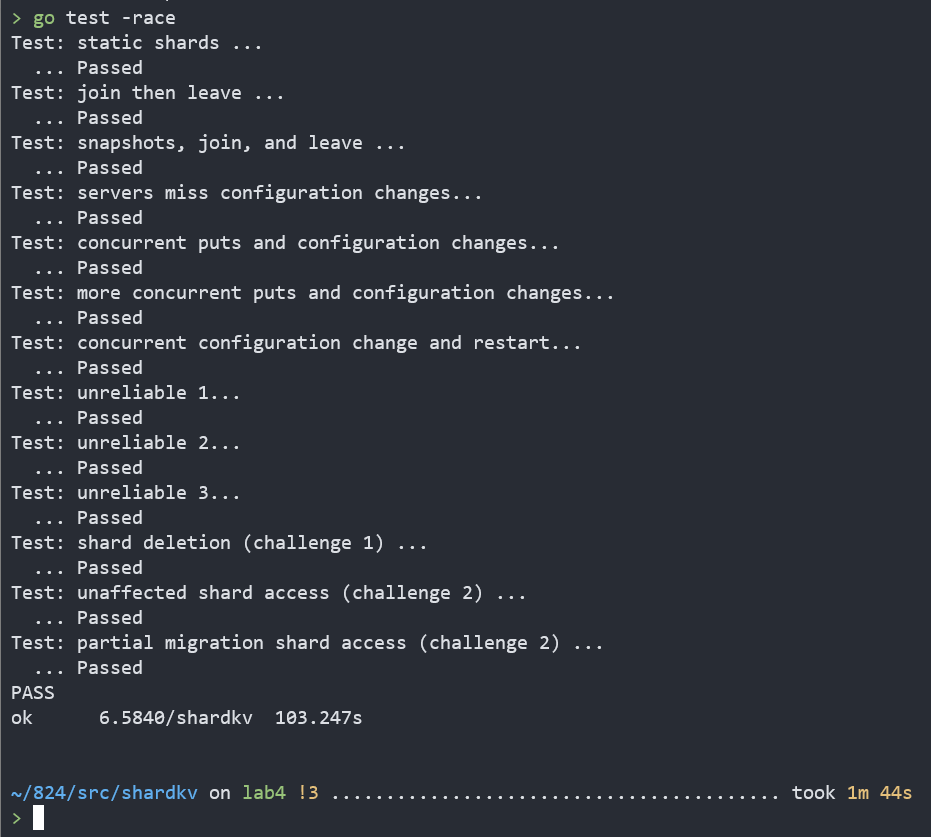 > go test -race
Test: static shards ...
  ... Passed
Test: join then leave ...
  ... Passed
Test: snapshots, join, and leave ...
  ... Passed
Test: servers miss configuration changes...
  ... Passed
Test: concurrent puts and configuration changes...
  ... Passed
Test: more concurrent puts and configuration changes...
  ... Passed
Test: concurrent configuration change and restart...
  ... Passed
Test: unreliable 1...
  ... Passed
Test: unreliable 2...
  ... Passed
Test: unreliable 3...
  ... Passed
Test: shard deletion (challenge 1) ...
  ... Passed
Test: unaffected shard access (challenge 2) ...
  ... Passed
Test: partial migration shard access (challenge 2) ...
  ... Passed
PASS
ok      6.5840/shardkv  103.247s
~/824/src/shardkv on lab4 !3 ......................................... took 1m 44s
>